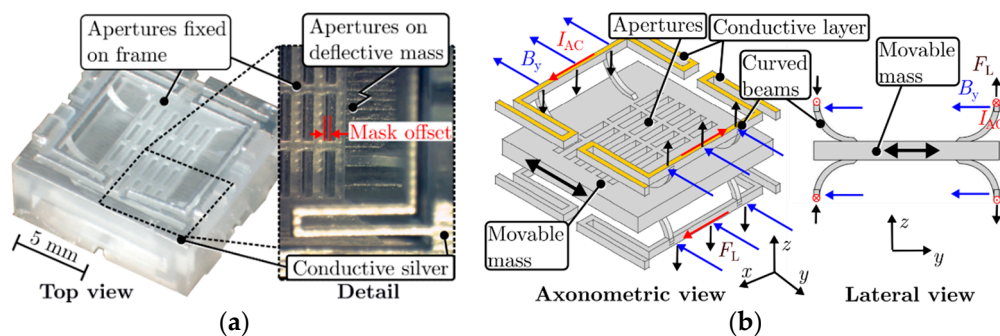 Apertures fixed
on frame
Apertures on
deflective mass
Mask offset
5 mm
Conductive silver
Top view
Detail
(a)
Apertures
Conductive layer
I_AC
B_y
Curved
beams
Movable
mass
F_L
z
x
y
Axonometric view
Movable
mass
F_L
B_y
I_AC
z
y
Lateral view
(b)